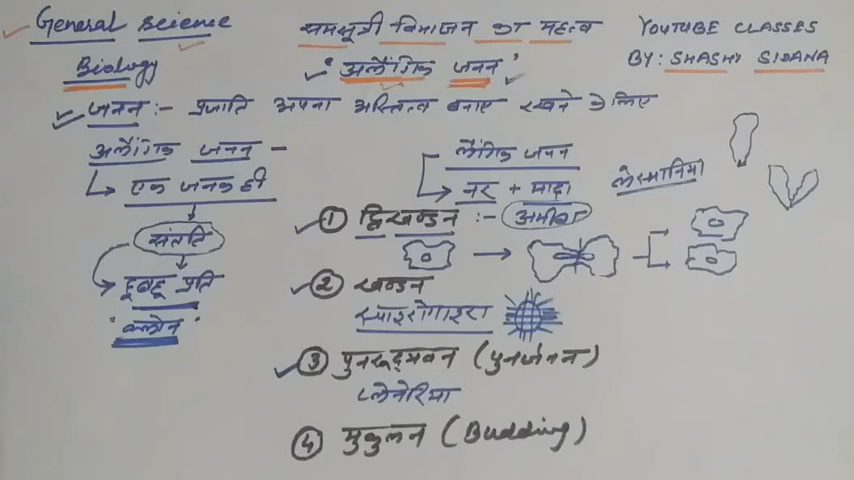 General Science
Biology
समसूत्री विभाजन का महत्व
"अलैंगिक जनन"
YOUTUBE CLASSES
BY: SHASHI SIDANA
जनन :- प्रजाति अपना अस्तित्व बनाए रखने के लिए
अलैंगिक जनन -
एक जनक ही
संतति
हूबहू प्रति
"क्लोन"
लैंगिक जनन
नर + मादा
लेस्मानिया
① द्विखण्डन :- अमीबा
② खण्डन
स्पाइरोगाइरा
③ पुनरूद्भवन (पुनर्जनन)
प्लेनेरिया
④ मुकुलन (Budding)